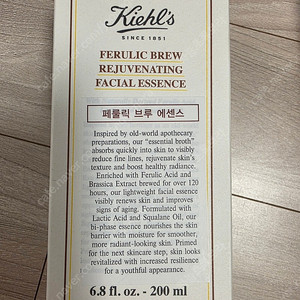 Kiehl's
SINCE 1851
FERULIC BREW
REJUVENATING
FACIAL ESSENCE
페룰릭 브루 에센스
Inspired by old-world apothecary
preparations, our "essential broth"
absorbs quickly into skin to visibly
reduce fine lines, rejuvenate skin's
texture and boost healthy radiance.
Enriched with Ferulic Acid and
Brassica Extract brewed for over 120
hours, our lightweight facial essence
visibly renews skin and improves
signs of aging. Formulated with
Lactic Acid and Squalane Oil, our
bi-phase essence nourishes the skin
barrier with moisture for smoother,
more radiant-looking skin. Primed
for the next skincare step, skin looks
revitalized with increased resilience
for a youthful appearance.
6.8 fl. oz. - 200 ml